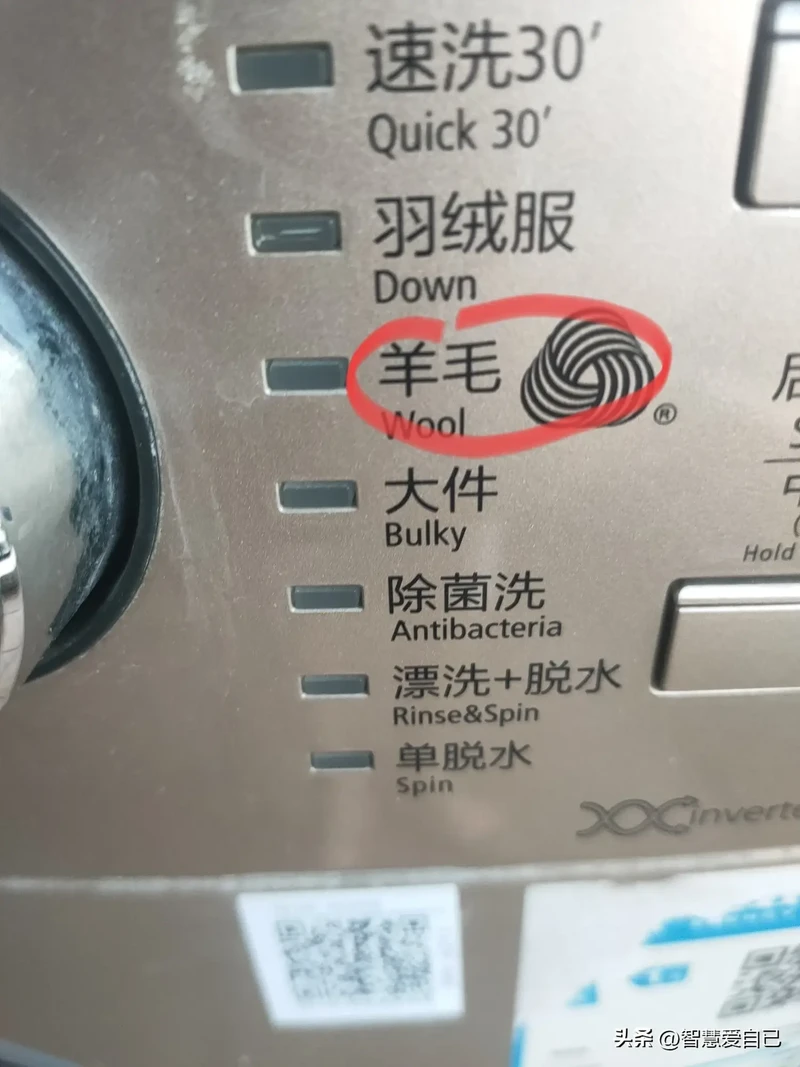 速洗30′
Quick 30′
羽绒服
Down
羊毛
Wool
®
大件
Bulky
除菌洗
Antibacteria
漂洗+脱水
Rinse&Spin
单脱水
Spin
Hold
头条 @智慧爱自己